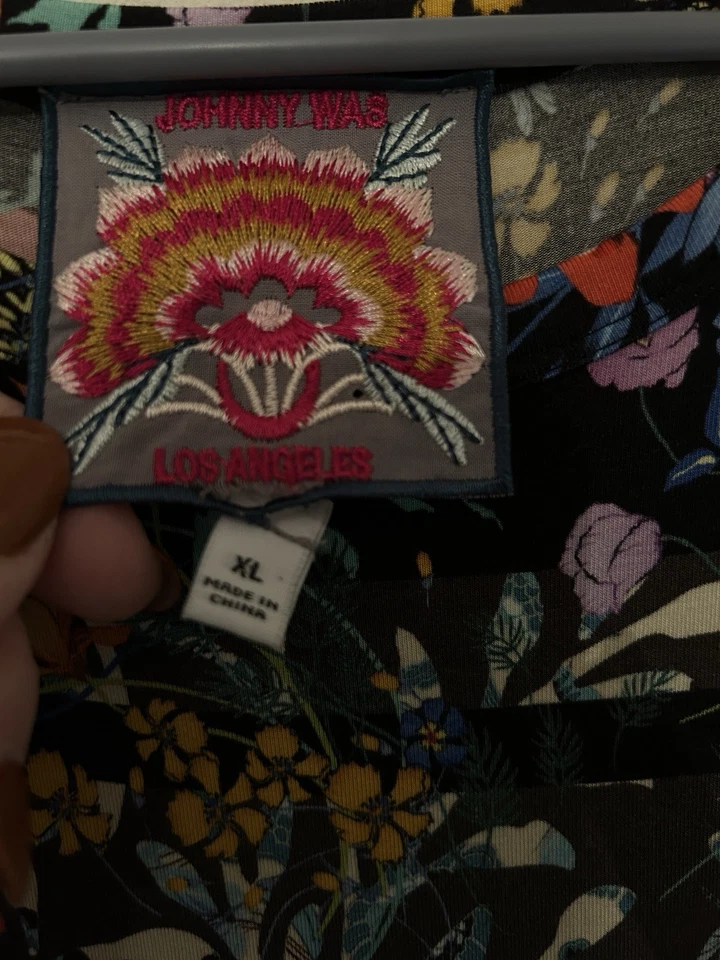 JOHNNY WAS
LOS ANGELES
XL
MADE IN
CHINA